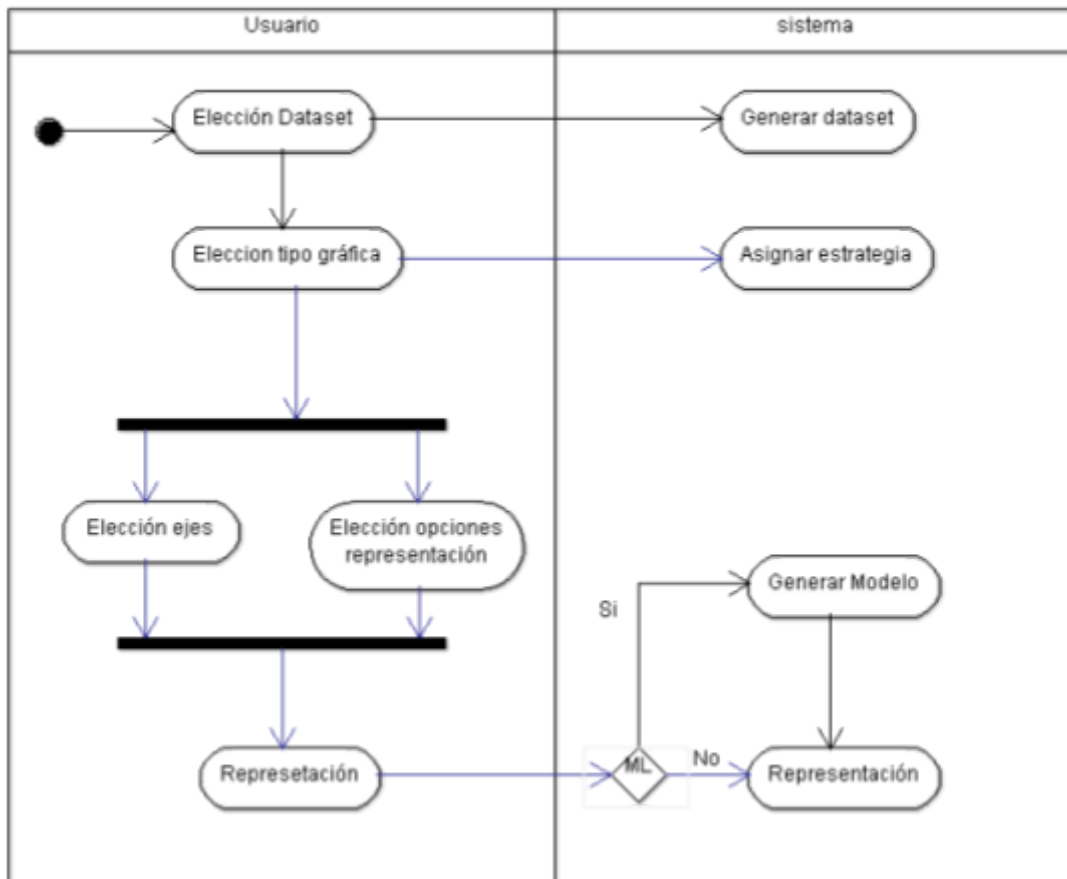 Usuario
sistema
Elección Dataset
Generar dataset
Eleccion tipo gráfica
Asignar estrategia
Elección ejes
Elección opciones
representación
Generar Modelo
Si
Represetación
ML
No
Representación